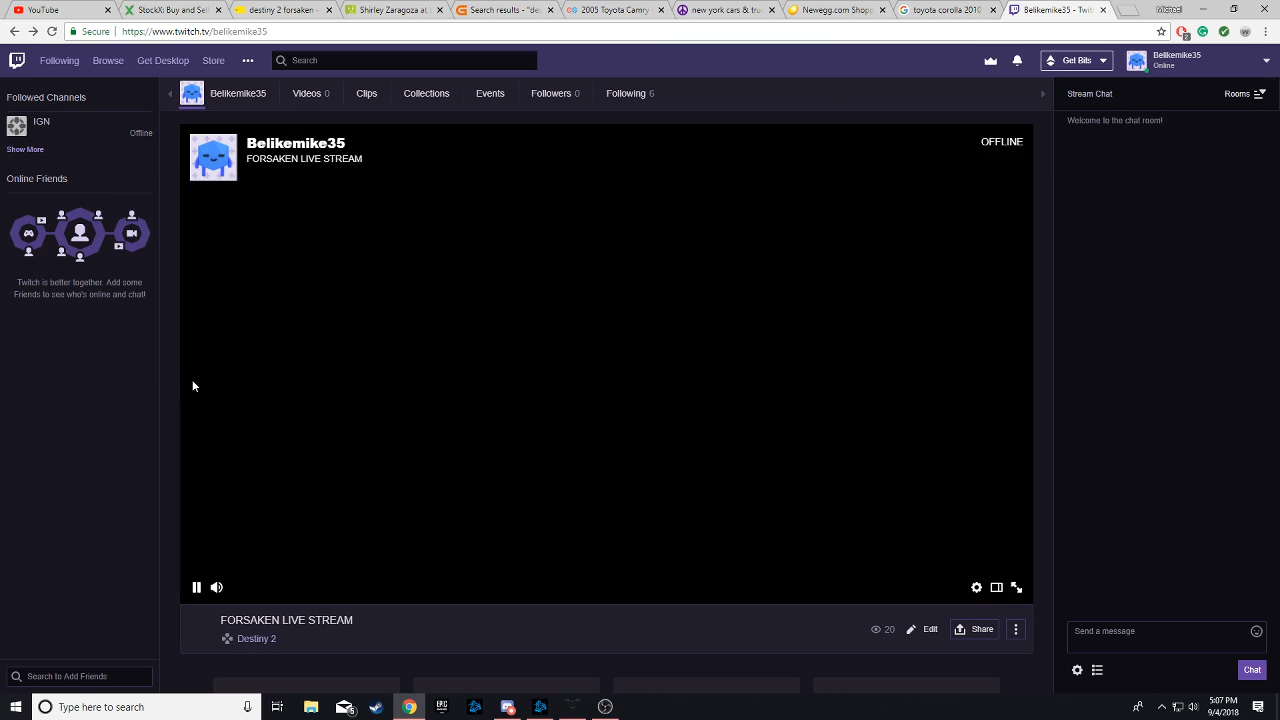 YouTube
StockX: Buy and Sell
destiny 2 forsaken -
Shirley Zaragoza at
Search results - "de
2005 Toyota Camry
new york cars & tru
Newegg.com Shopp
toyota corolla 2010
Belikemike35 - Twit
Michael
Secure
https://www.twitch.tv/belikemike35
2
Following
Browse
Get Desktop
Store
Search
Get Bits
Belikemike35
Online
Followed Channels
IGN
Offline
Show More
Online Friends
Twitch is better together. Add some
Friends to see who's online and chat!
Search to Add Friends
Belikemike35
Videos 0
Clips
Collections
Events
Followers 0
Following 6
Belikemike35
FORSAKEN LIVE STREAM
OFFLINE
FORSAKEN LIVE STREAM
Destiny 2
20
Edit
Share
Stream Chat
Rooms
Welcome to the chat room!
Send a message
Chat
Type here to search
EPIC
5:07 PM
9/4/2018